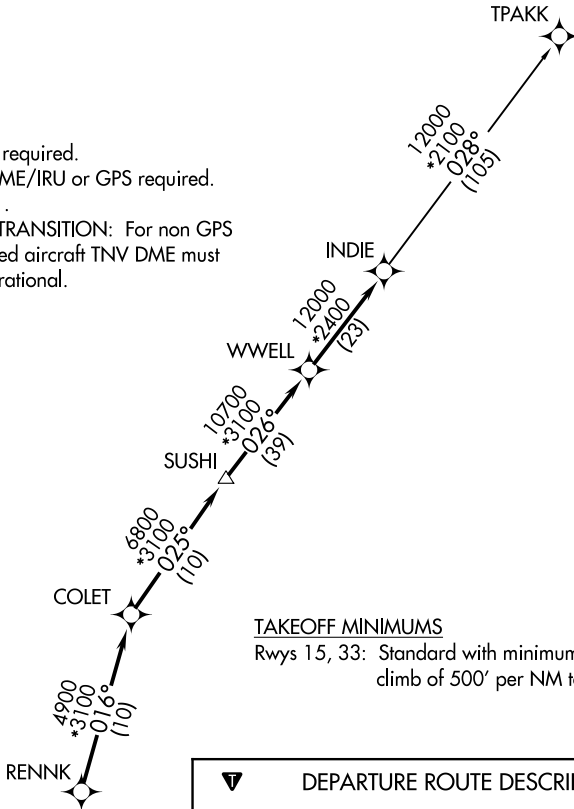 TPAKK
12000
*2100
028°
(105)
required.
ME/IRU or GPS required.
.
TRANSITION: For non GPS
ed aircraft TNV DME must
rational.
INDIE
12000
*2400
(23)
WWELL
10700
*3100
026°
(39)
SUSHI
6800
*3100
025°
(10)
COLET
TAKEOFF MINIMUMS
Rwys 15, 33: Standard with minimum
climb of 500' per NM to
4900
*3100
016°
(10)
RENNK
T DEPARTURE ROUTE DESCRI